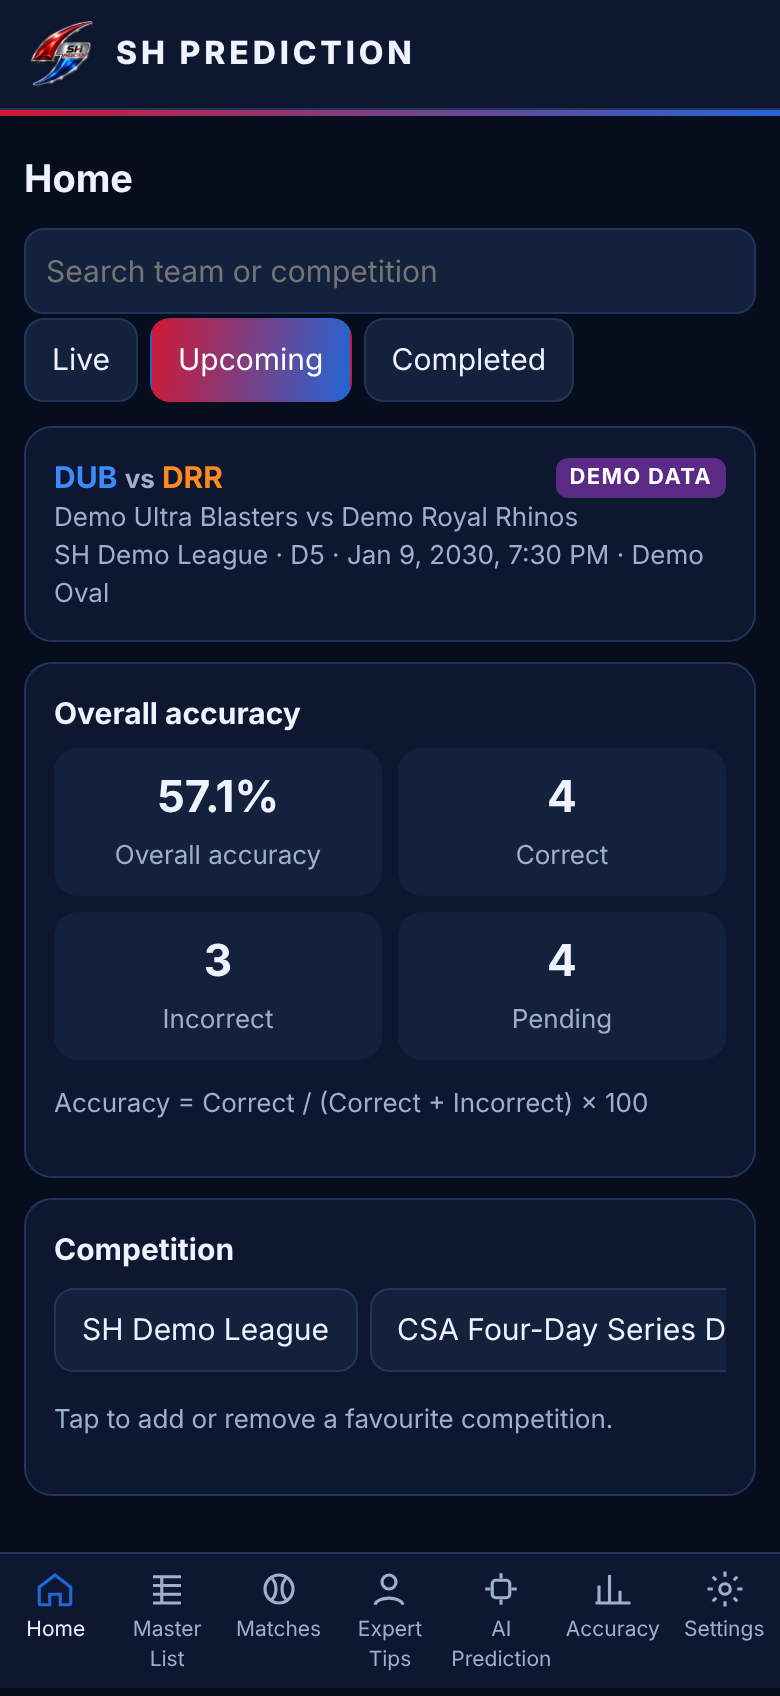 SH
SH PREDICTION
Home
Search team or competition
Live
Upcoming
Completed
DUB vs DRR
DEMO DATA
Demo Ultra Blasters vs Demo Royal Rhinos
SH Demo League · D5 · Jan 9, 2030, 7:30 PM · Demo
Oval
Overall accuracy
57.1%
Overall accuracy
4
Correct
3
Incorrect
4
Pending
Accuracy = Correct / (Correct + Incorrect) × 100
Competition
SH Demo League
CSA Four-Day Series D
Tap to add or remove a favourite competition.
Home
Master
List
Matches
Expert
Tips
AI
Prediction
Accuracy
Settings